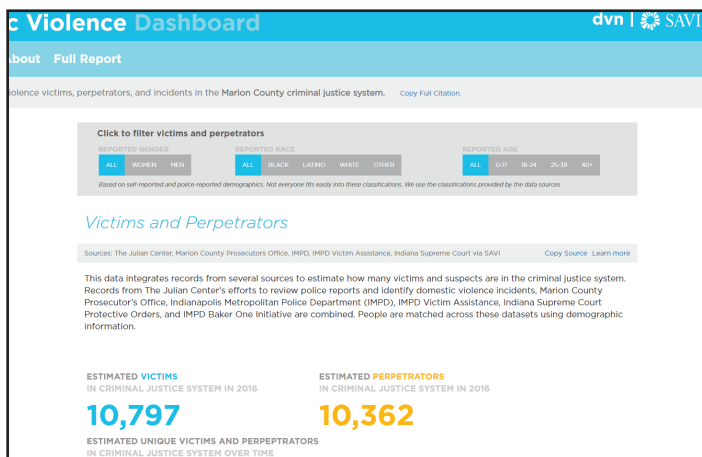 c Violence Dashboard
dvn | SAVI
About Full Report
iolence victims, perpetrators, and incidents in the Marion County criminal justice system. Copy Full Citation.
Click to filter victims and perpetrators
REPORTED GENDER REPORTED RACE REPORTED AGE
ALL WOMEN MEN ALL BLACK LATINO WHITE OTHER ALL 0-17 18-24 25-39 40+
Based on self-reported and police-reported demographics. Not everyone fits easily into these classifications. We use the classifications provided by the data sources
Victims and Perpetrators
Sources: The Julian Center, Marion County Prosecutors Office, IMPD, IMPD Victim Assistance, Indiana Supreme Court via SAVI Copy Source Learn more
This data integrates records from several sources to estimate how many victims and suspects are in the criminal justice system.
Records from The Julian Center's efforts to review police reports and identify domestic violence incidents, Marion County
Prosecutor's Office, Indianapolis Metropolitan Police Department (IMPD), IMPD Victim Assistance, Indiana Supreme Court
Protective Orders, and IMPD Baker One Initiative are combined. People are matched across these datasets using demographic
information.
ESTIMATED VICTIMS ESTIMATED PERPETRATORS
IN CRIMINAL JUSTICE SYSTEM IN 2016 IN CRIMINAL JUSTICE SYSTEM IN 2016
10,797 10,362
ESTIMATED UNIQUE VICTIMS AND PERPEPTRATORS
IN CRIMINAL JUSTICE SYSTEM OVER TIME